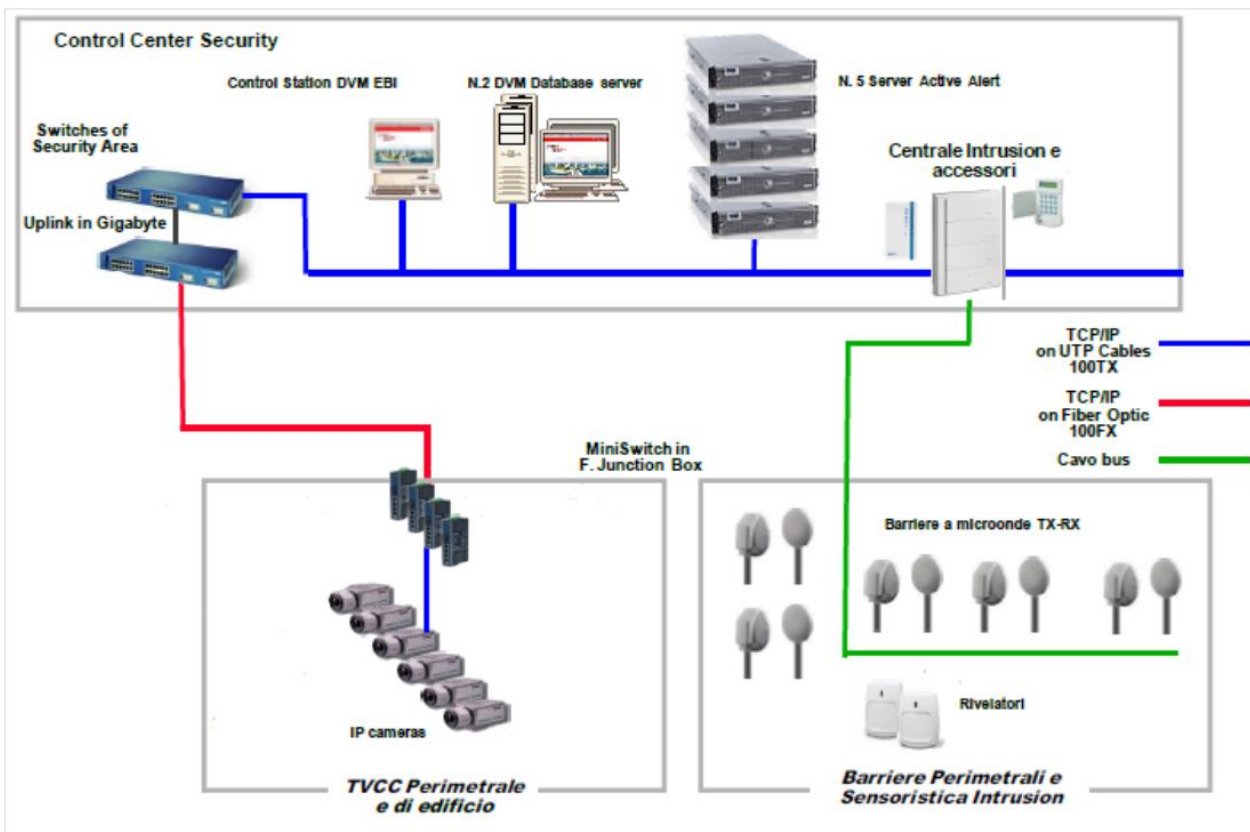 Control Center Security
Control Station DVM EBI
N.2 DVM Database server
N. 5 Server Active Alert
Switches of
Security Area
Centrale Intrusion e
accessori
Uplink in Gigabyte
TCP/IP
on UTP Cables
100TX
TCP/IP
on Fiber Optic
100FX
Cavo bus
MiniSwitch in
F. Junction Box
Barriere a microonde TX-RX
Rivelatori
IP cameras
TVCC Perimetrale
e di edificio
Barriere Perimetrali e
Sensoristica Intrusion